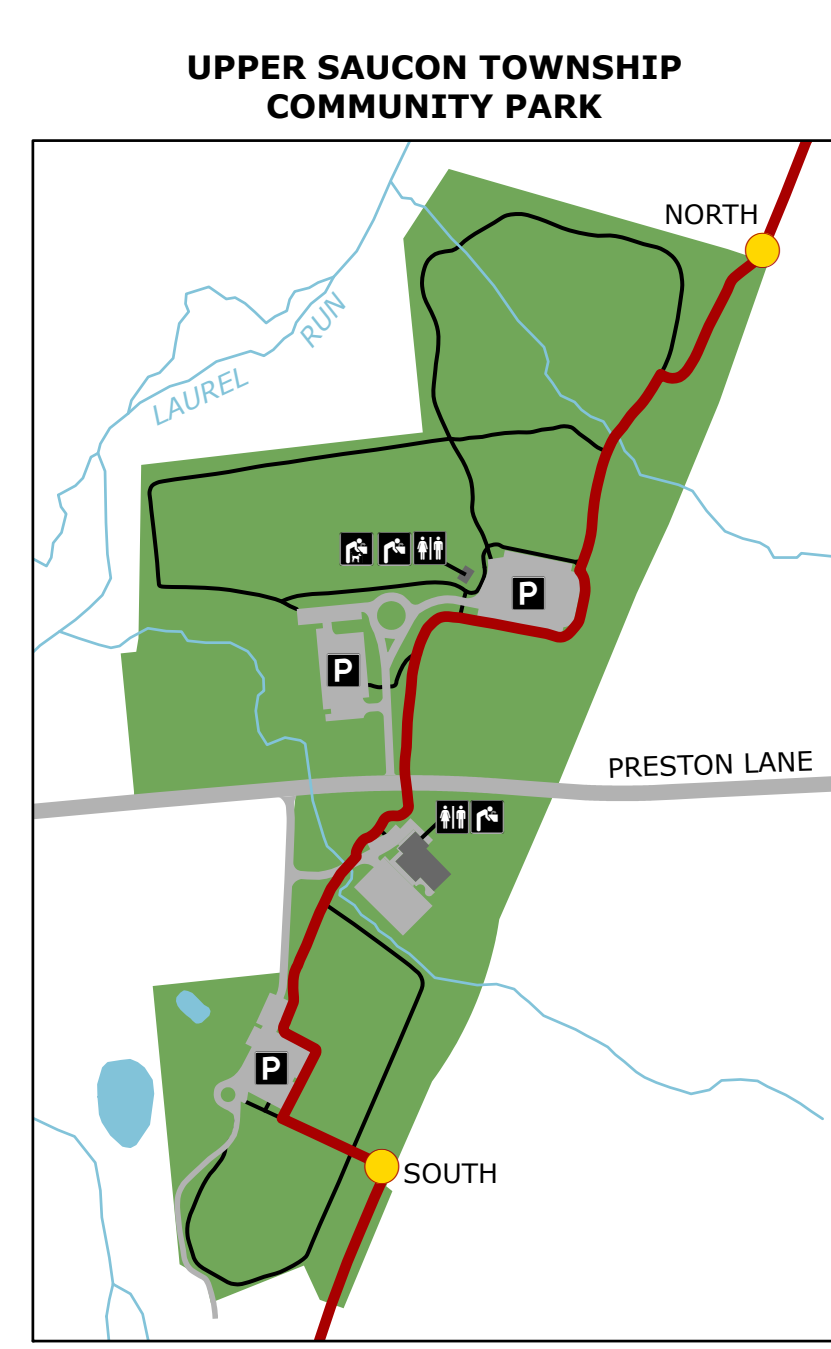 UPPER SAUCON TOWNSHIP
COMMUNITY PARK
NORTH
LAUREL RUN
P
P
PRESTON LANE
P
SOUTH